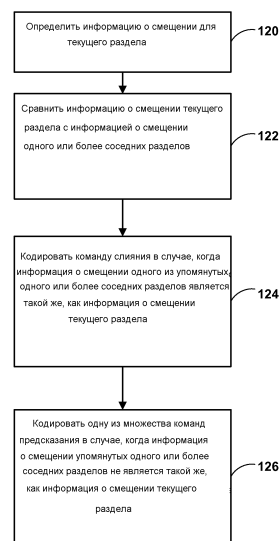 Определить информацию о смещении для
текущего раздела
120
Сравнить информацию о смещении текущего
раздела с информацией о смещении
одного или более соседних разделов
122
Кодировать команду слияния в случае, когда
информация о смещении одного из упомянутых
одного или более соседних разделов является
такой же, как информация о смещении
текущего раздела
124
Кодировать одну из множества команд
предсказания в случае, когда информация
о смещении упомянутых одного или более
соседних разделов не является такой же,
как информация о смещении текущего
раздела
126